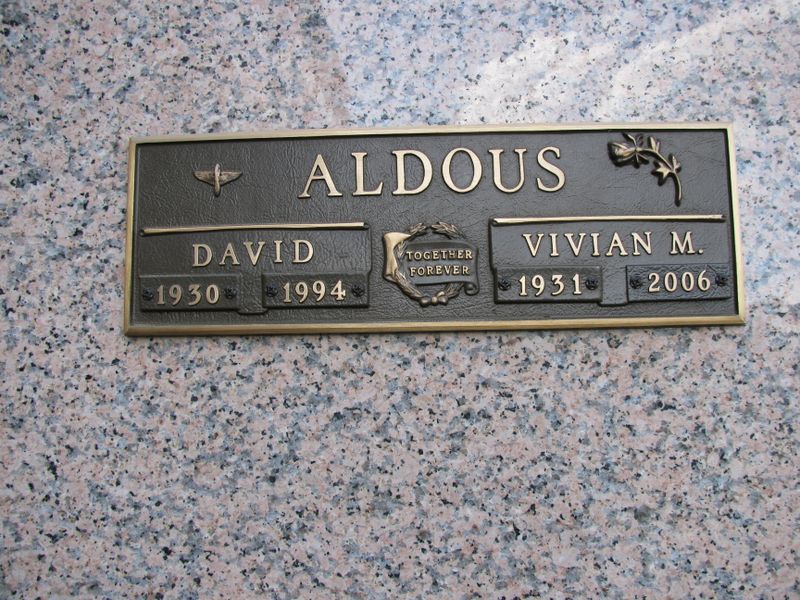 ALDOUS
DAVID
1930 1994
TOGETHER
FOREVER
VIVIAN M.
1931 2006